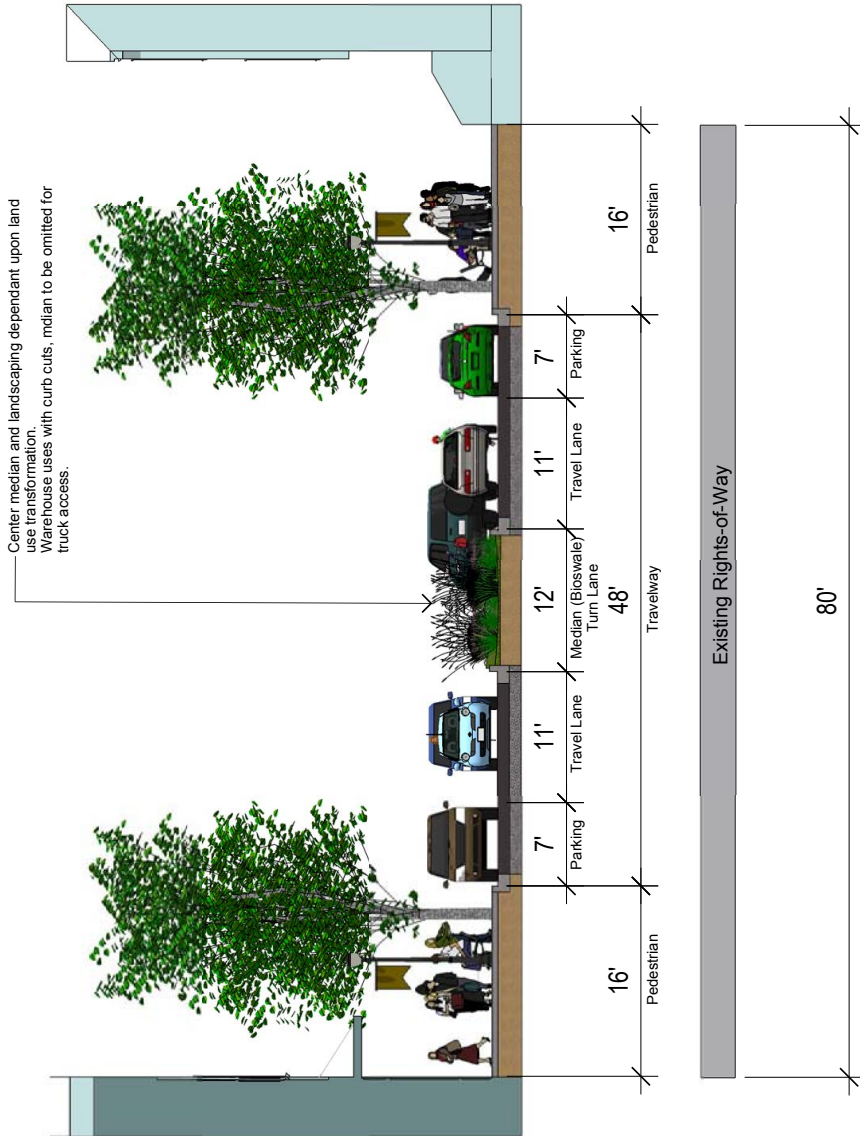 Center median and landscaping dependant upon land
use transformation.
Warehouse uses with curb cuts, mdian to be omitted for
truck access.
16'
7'
11'
12'
11'
7'
16'
Pedestrian
Parking
Travel Lane
Median (Bioswale)
Turn Lane
Travel Lane
Parking
Pedestrian
48'
Travelway
Existing Rights-of-Way
80'